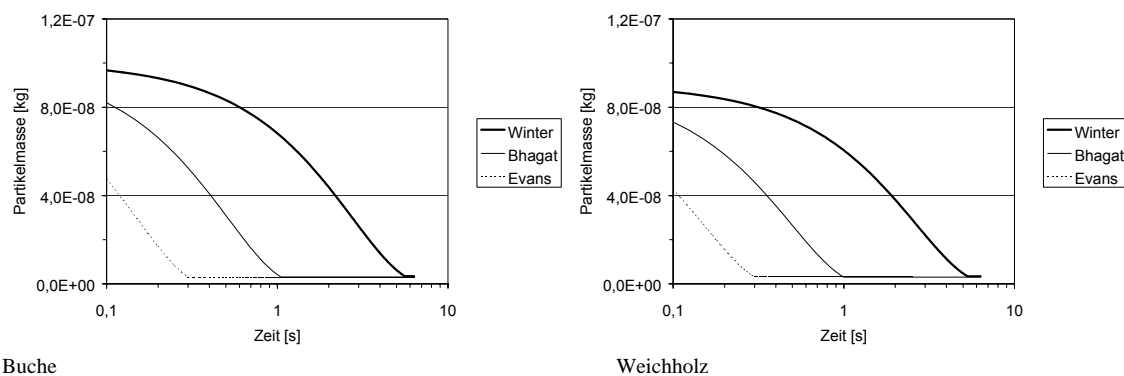 1,2E-07
8,0E-08
4,0E-08
0,0E+00
Partikelmasse [kg]
0,1
1
10
Zeit [s]
Winter
Bhagat
Evans
Buche
1,2E-07
8,0E-08
4,0E-08
0,0E+00
Partikelmasse [kg]
0,1
1
10
Zeit [s]
Winter
Bhagat
Evans
Weichholz